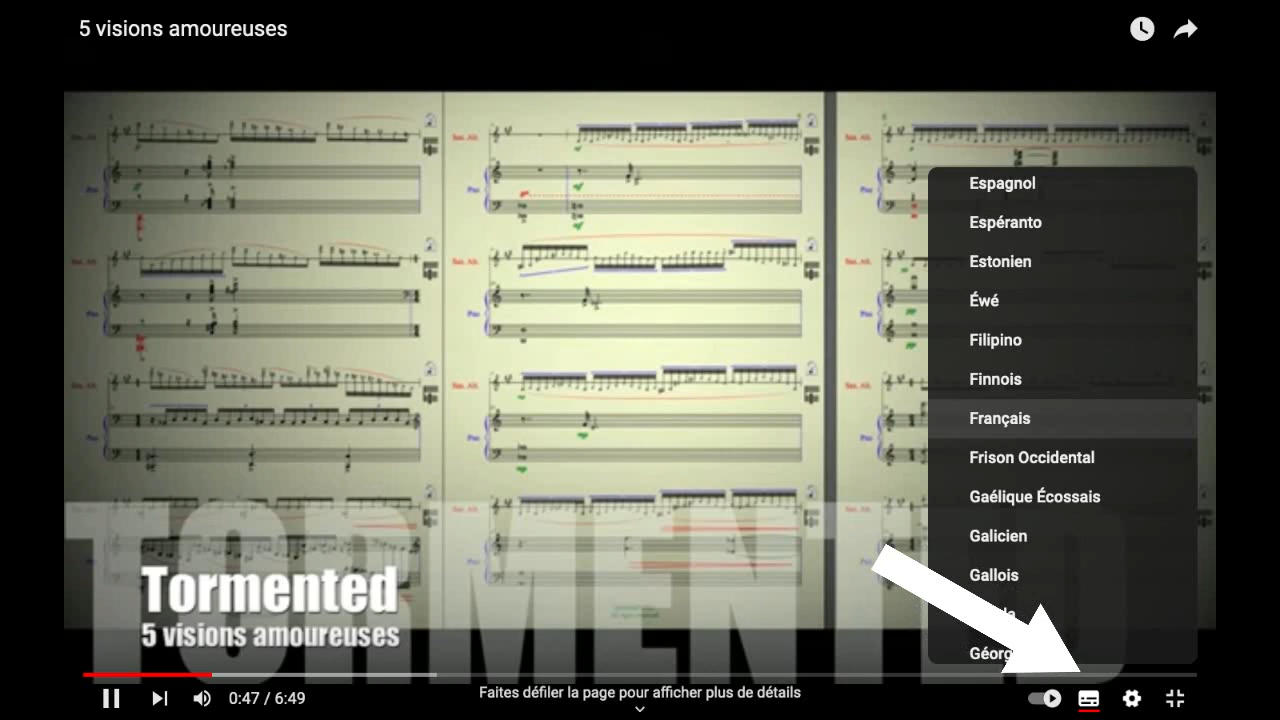 5 visions amoureuses
Espagnol
Espéranto
Estonien
Éwé
Filipino
Finnois
Français
Frison Occidental
Gaélique Écossais
Galicien
Gallois
TORMENTED
Tormented
5 visions amoureuses
0:47 / 6:49
Faites défiler la page pour afficher plus de détails